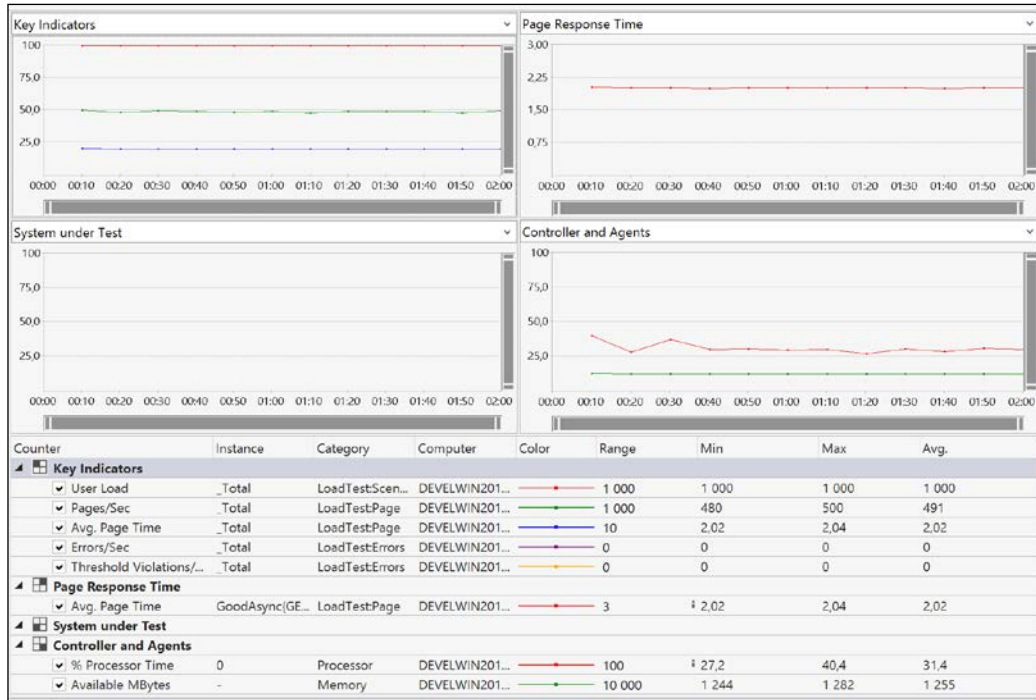 Key Indicators
100
75,0
50,0
25,0
00:00 00:10 00:20 00:30 00:40 00:50 01:00 01:10 01:20 01:30 01:40 01:50 02:00
Page Response Time
3,00
2,25
1,50
0,75
00:00 00:10 00:20 00:30 00:40 00:50 01:00 01:10 01:20 01:30 01:40 01:50 02:00
System under Test
100
75,0
50,0
25,0
00:00 00:10 00:20 00:30 00:40 00:50 01:00 01:10 01:20 01:30 01:40 01:50 02:00
Controller and Agents
100
75,0
50,0
25,0
00:00 00:10 00:20 00:30 00:40 00:50 01:00 01:10 01:20 01:30 01:40 01:50 02:00
Counter Instance Category Computer Color Range Min Max Avg.
Key Indicators
User Load _Total LoadTest:Scen... DEVELWIN201... 1 000 1 000 1 000 1 000
Pages/Sec _Total LoadTest:Page DEVELWIN201... 1 000 480 500 491
Avg. Page Time _Total LoadTest:Page DEVELWIN201... 10 2,02 2,04 2,02
Errors/Sec _Total LoadTest:Errors DEVELWIN201... 0 0 0 0
Threshold Violations/... _Total LoadTest:Errors DEVELWIN201... 0 0 0 0
Page Response Time
Avg. Page Time GoodAsync{GE... LoadTest:Page DEVELWIN201... 3 2,02 2,04 2,02
System under Test
Controller and Agents
% Processor Time 0 Processor DEVELWIN201... 100 27,2 40,4 31,4
Available MBytes - Memory DEVELWIN201... 10 000 1 244 1 282 1 255